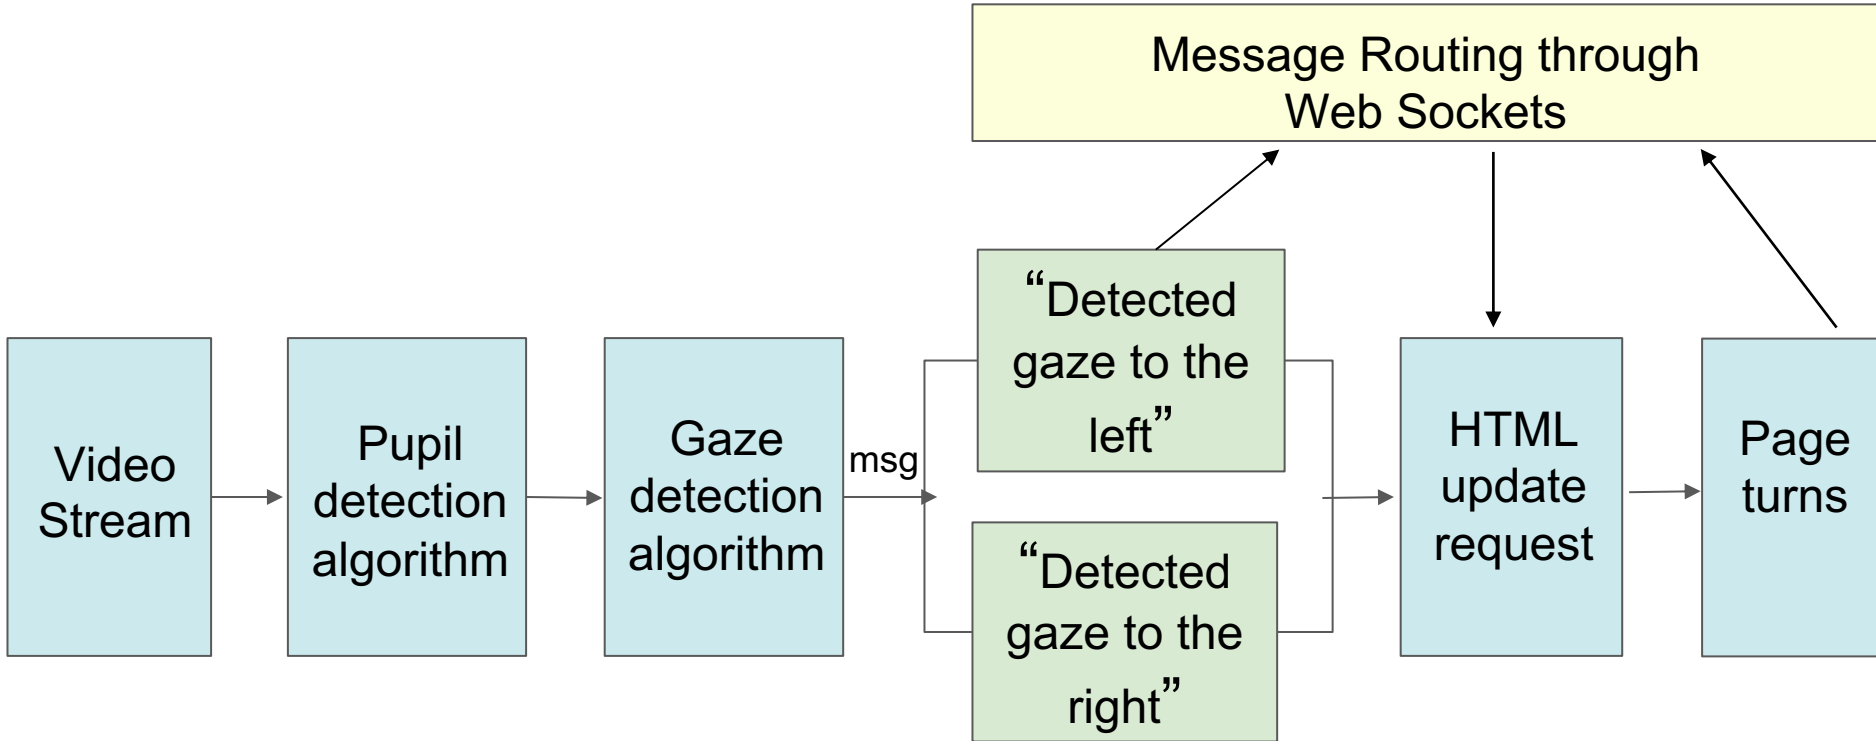 Message Routing through
Web Sockets
Video
Stream
Pupil
detection
algorithm
Gaze
detection
algorithm
msg
“Detected
gaze to the
left”
“Detected
gaze to the
right”
HTML
update
request
Page
turns